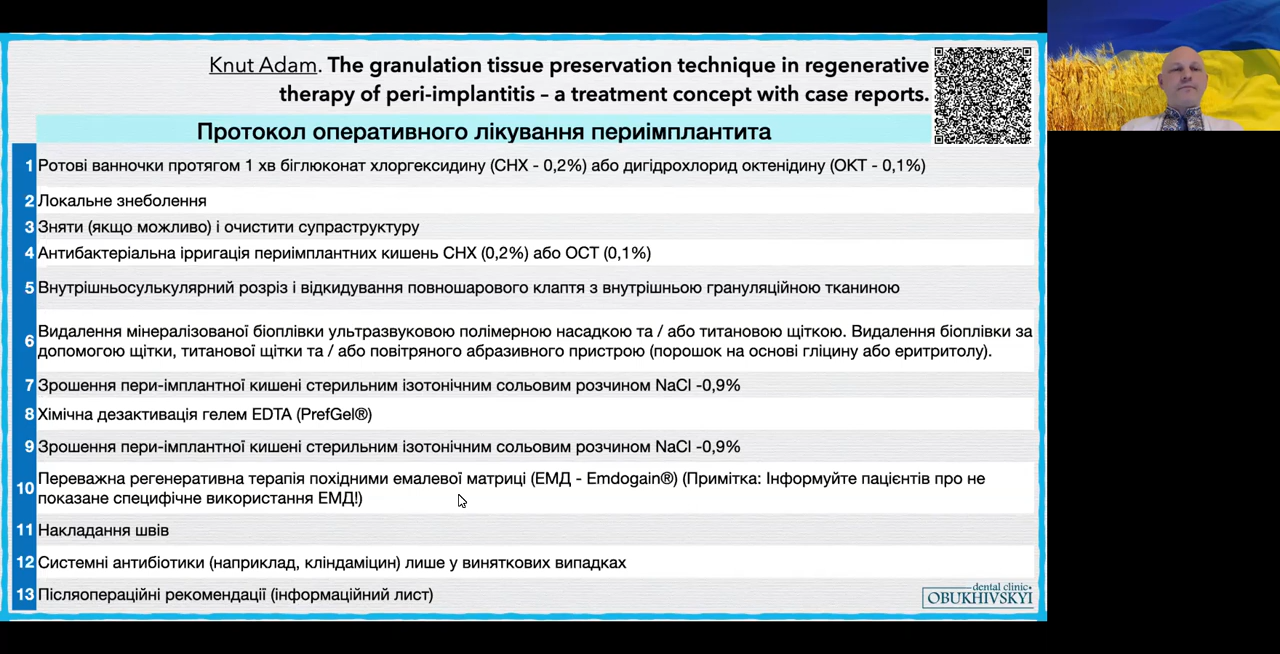 Knut Adam. The granulation tissue preservation technique in regenerative
therapy of peri-implantitis – a treatment concept with case reports.
Протокол оперативного лікування периімплантита
1 Ротові ванночки протягом 1 хв біглюконат хлоргексидину (CHX - 0,2%) або дигідрохлорид октенідину (ОКТ - 0,1%)
2 Локальне знеболення
3 Зняти (якщо можливо) і очистити супраструктуру
4 Антибактеріальна ірригація периімплантних кишень CHX (0,2%) або ОСТ (0,1%)
5 Внутрішньосулькулярний розріз і відкидування повношарового клаптя з внутрішньою грануляційною тканиною
6 Видалення мінералізованої біоплівки ультразвуковою полімерною насадкою та / або титановою щіткою. Видалення біоплівки за
допомогою щітки, титанової щітки та / або повітряного абразивного пристрою (порошок на основі гліцину або еритритолу).
7 Зрошення пери-імплантної кишені стерильним ізотонічним сольовим розчином NaCl -0,9%
8 Хімічна дезактивація гелем EDTA (PrefGel®)
9 Зрошення пери-імплантної кишені стерильним ізотонічним сольовим розчином NaCl -0,9%
10 Переважна регенеративна терапія похідними емалевої матриці (ЕМД - Emdogain®) (Примітка: Інформуйте пацієнтів про не
показане специфічне використання ЕМД!)
11 Накладання швів
12 Системні антибіотики (наприклад, кліндаміцин) лише у виняткових випадках
13 Післяопераційні рекомендації (інформаційний лист)
dental clinic
OBUKHIVSKYI